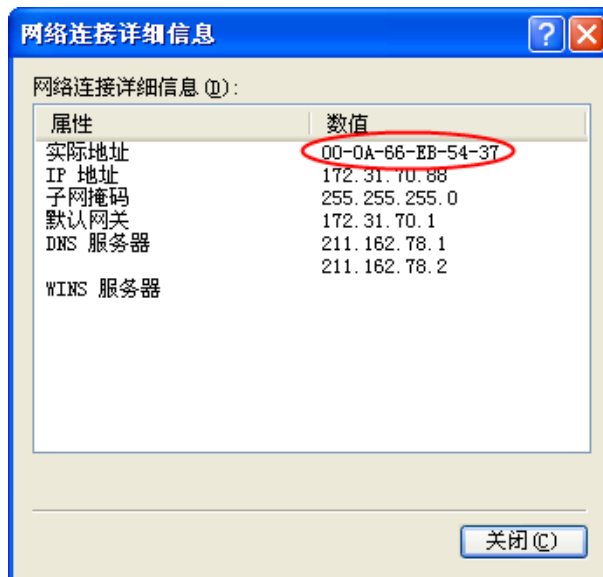 网络连接详细信息
网络连接详细信息(D):
属性 数值
实际地址 00-0A-66-EB-54-37
IP 地址 172.31.70.88
子网掩码 255.255.255.0
默认网关 172.31.70.1
DNS 服务器 211.162.78.1
211.162.78.2
WINS 服务器
关闭(C)